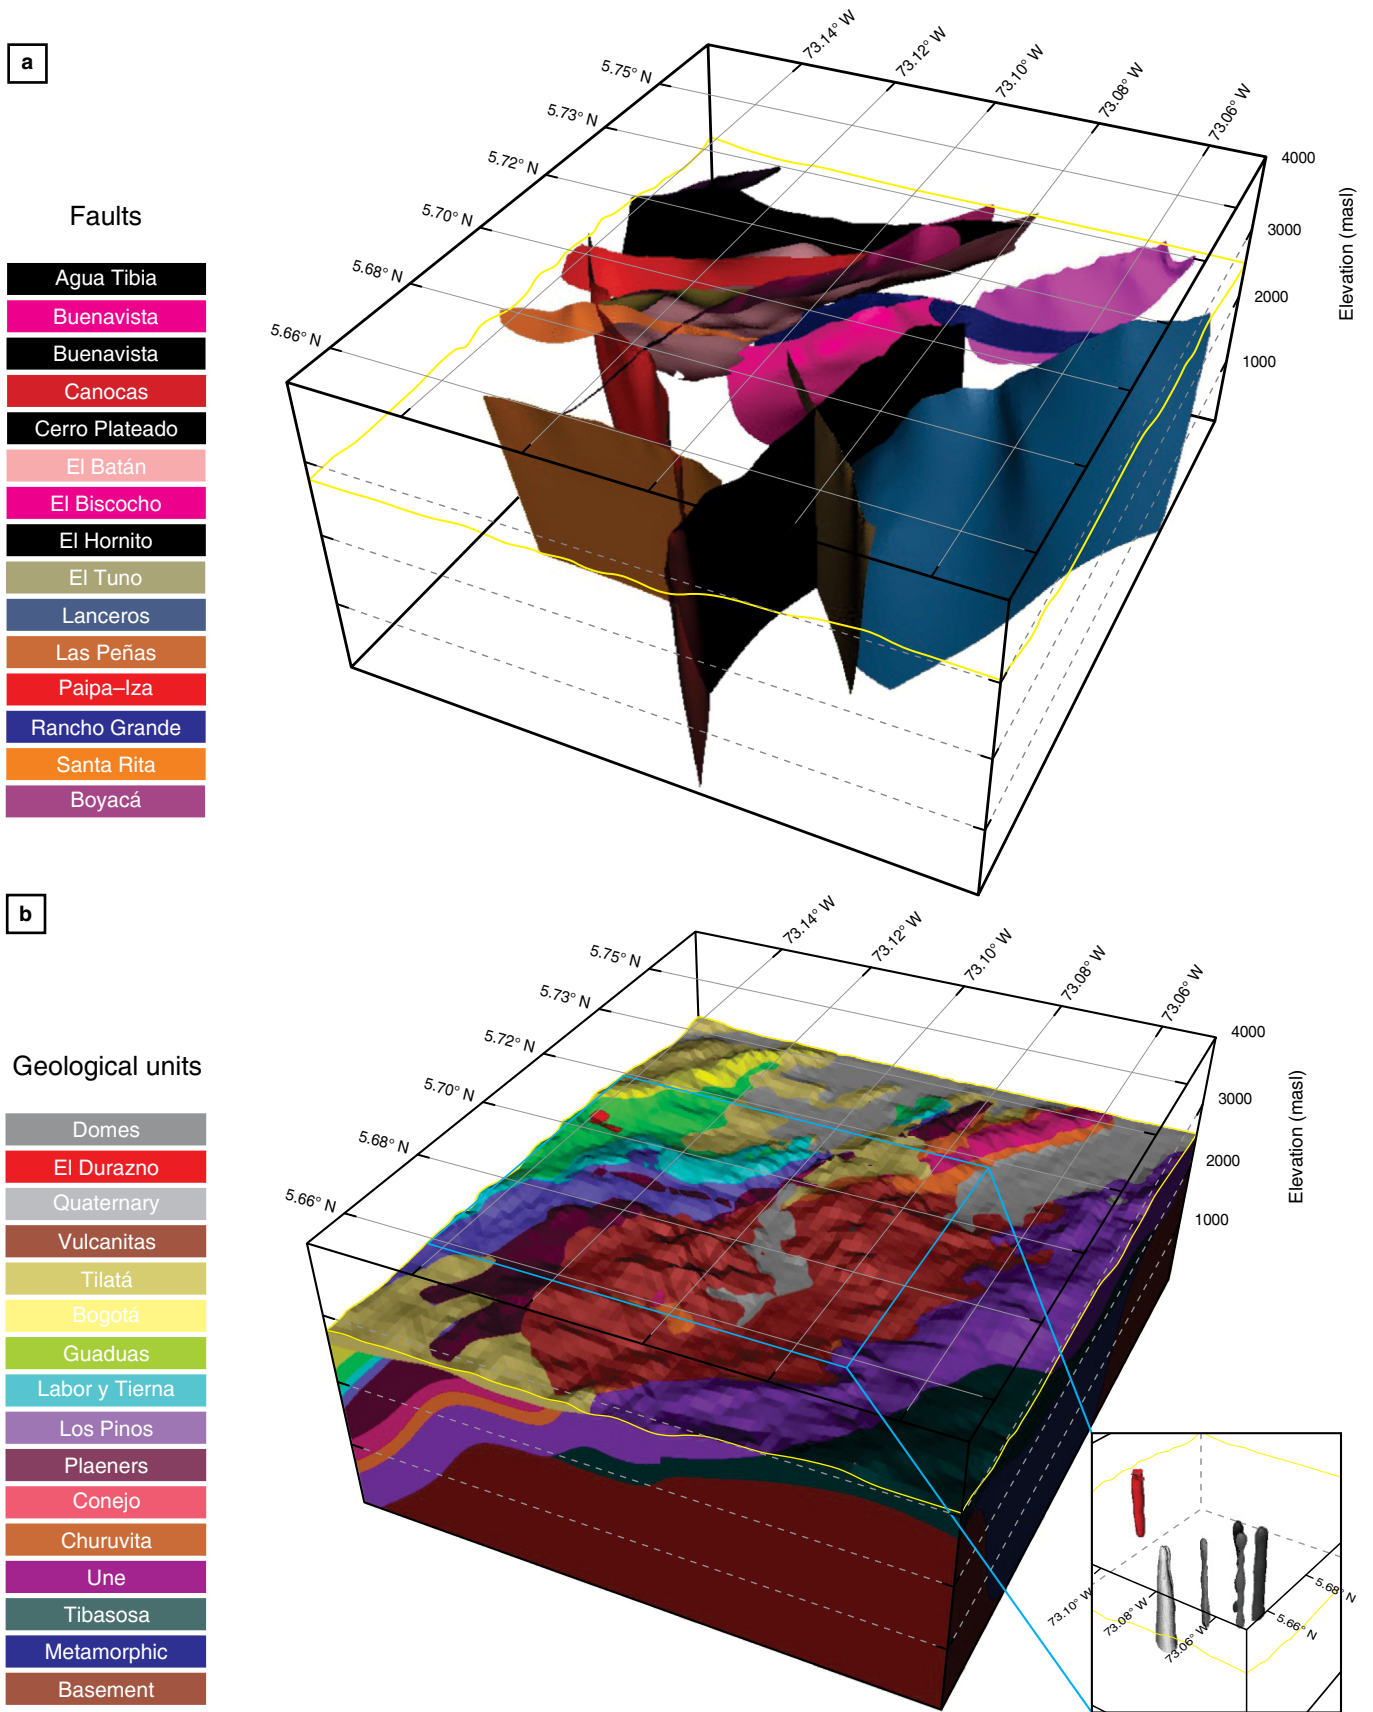 a
73.14° W
73.12° W
73.10° W
73.08° W
73.06° W
5.75° N
5.73° N
5.72° N
5.70° N
5.68° N
5.66° N
4000
3000
2000
1000
Elevation (masl)
Faults
Agua Tibia
Buenavista
Buenavista
Canocas
Cerro Plateado
El Batán
El Biscocho
El Hornito
El Tuno
Lanceros
Las Peñas
Paipa–Iza
Rancho Grande
Santa Rita
Boyacá
b
73.14° W
73.12° W
73.10° W
73.08° W
73.06° W
5.75° N
5.73° N
5.72° N
5.70° N
5.68° N
5.66° N
4000
3000
2000
1000
Elevation (masl)
Geological units
Domes
El Durazno
Quaternary
Vulcanitas
Tilatá
Bogotá
Guaduas
Labor y Tierna
Los Pinos
Plaeners
Conejo
Churuvita
Une
Tibasosa
Metamorphic
Basement
73.10° W
73.08° W
73.06° W
5.68° N
5.66° N